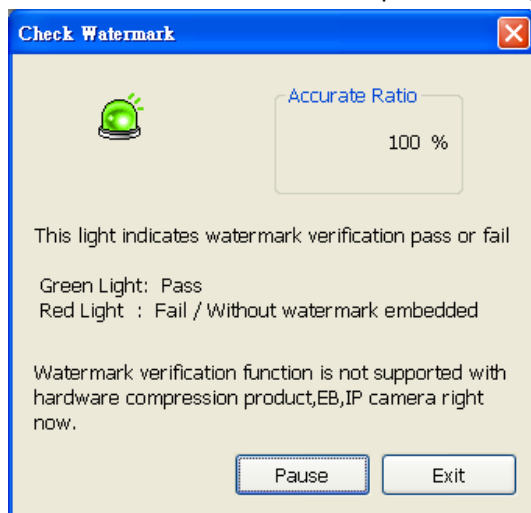 Check Watermark
Accurate Ratio
100 %
This light indicates watermark verification pass or fail
Green Light: Pass
Red Light : Fail / Without watermark embedded
Watermark verification function is not supported with
hardware compression product,EB,IP camera right
now.
Pause
Exit